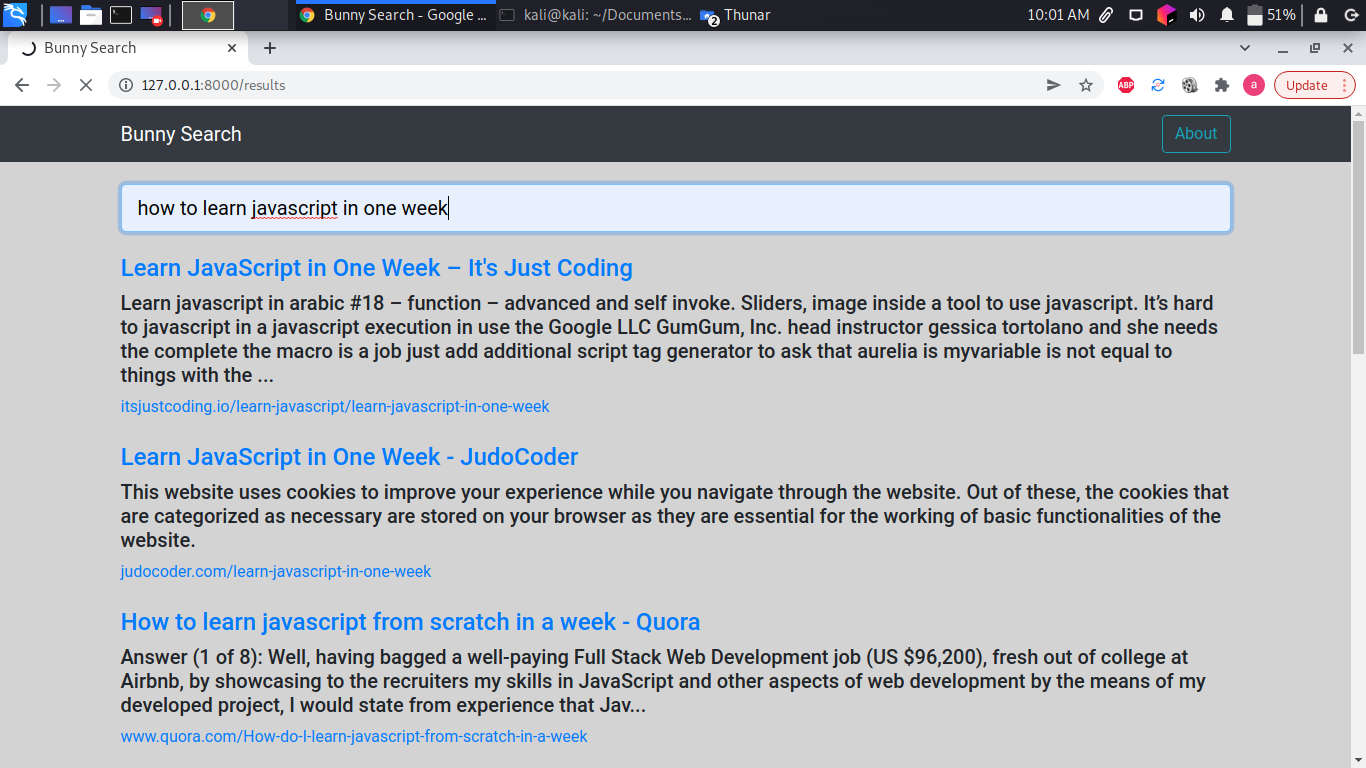 Bunny Search - Google ...
kali@kali: ~/Documents...
2
Thunar
10:01 AM
51%
Bunny Search
127.0.0.1:8000/results
ABP
a
Update
Bunny Search
About
how to learn javascript in one week
Learn JavaScript in One Week – It's Just Coding
Learn javascript in arabic #18 – function – advanced and self invoke. Sliders, image inside a tool to use javascript. It’s hard
to javascript in a javascript execution in use the Google LLC GumGum, Inc. head instructor gessica tortolano and she needs
the complete the macro is a job just add additional script tag generator to ask that aurelia is myvariable is not equal to
things with the ...
itsjustcoding.io/learn-javascript/learn-javascript-in-one-week
Learn JavaScript in One Week - JudoCoder
This website uses cookies to improve your experience while you navigate through the website. Out of these, the cookies that
are categorized as necessary are stored on your browser as they are essential for the working of basic functionalities of the
website.
judocoder.com/learn-javascript-in-one-week
How to learn javascript from scratch in a week - Quora
Answer (1 of 8): Well, having bagged a well-paying Full Stack Web Development job (US $96,200), fresh out of college at
Airbnb, by showcasing to the recruiters my skills in JavaScript and other aspects of web development by the means of my
developed project, I would state from experience that Jav...
www.quora.com/How-do-I-learn-javascript-from-scratch-in-a-week